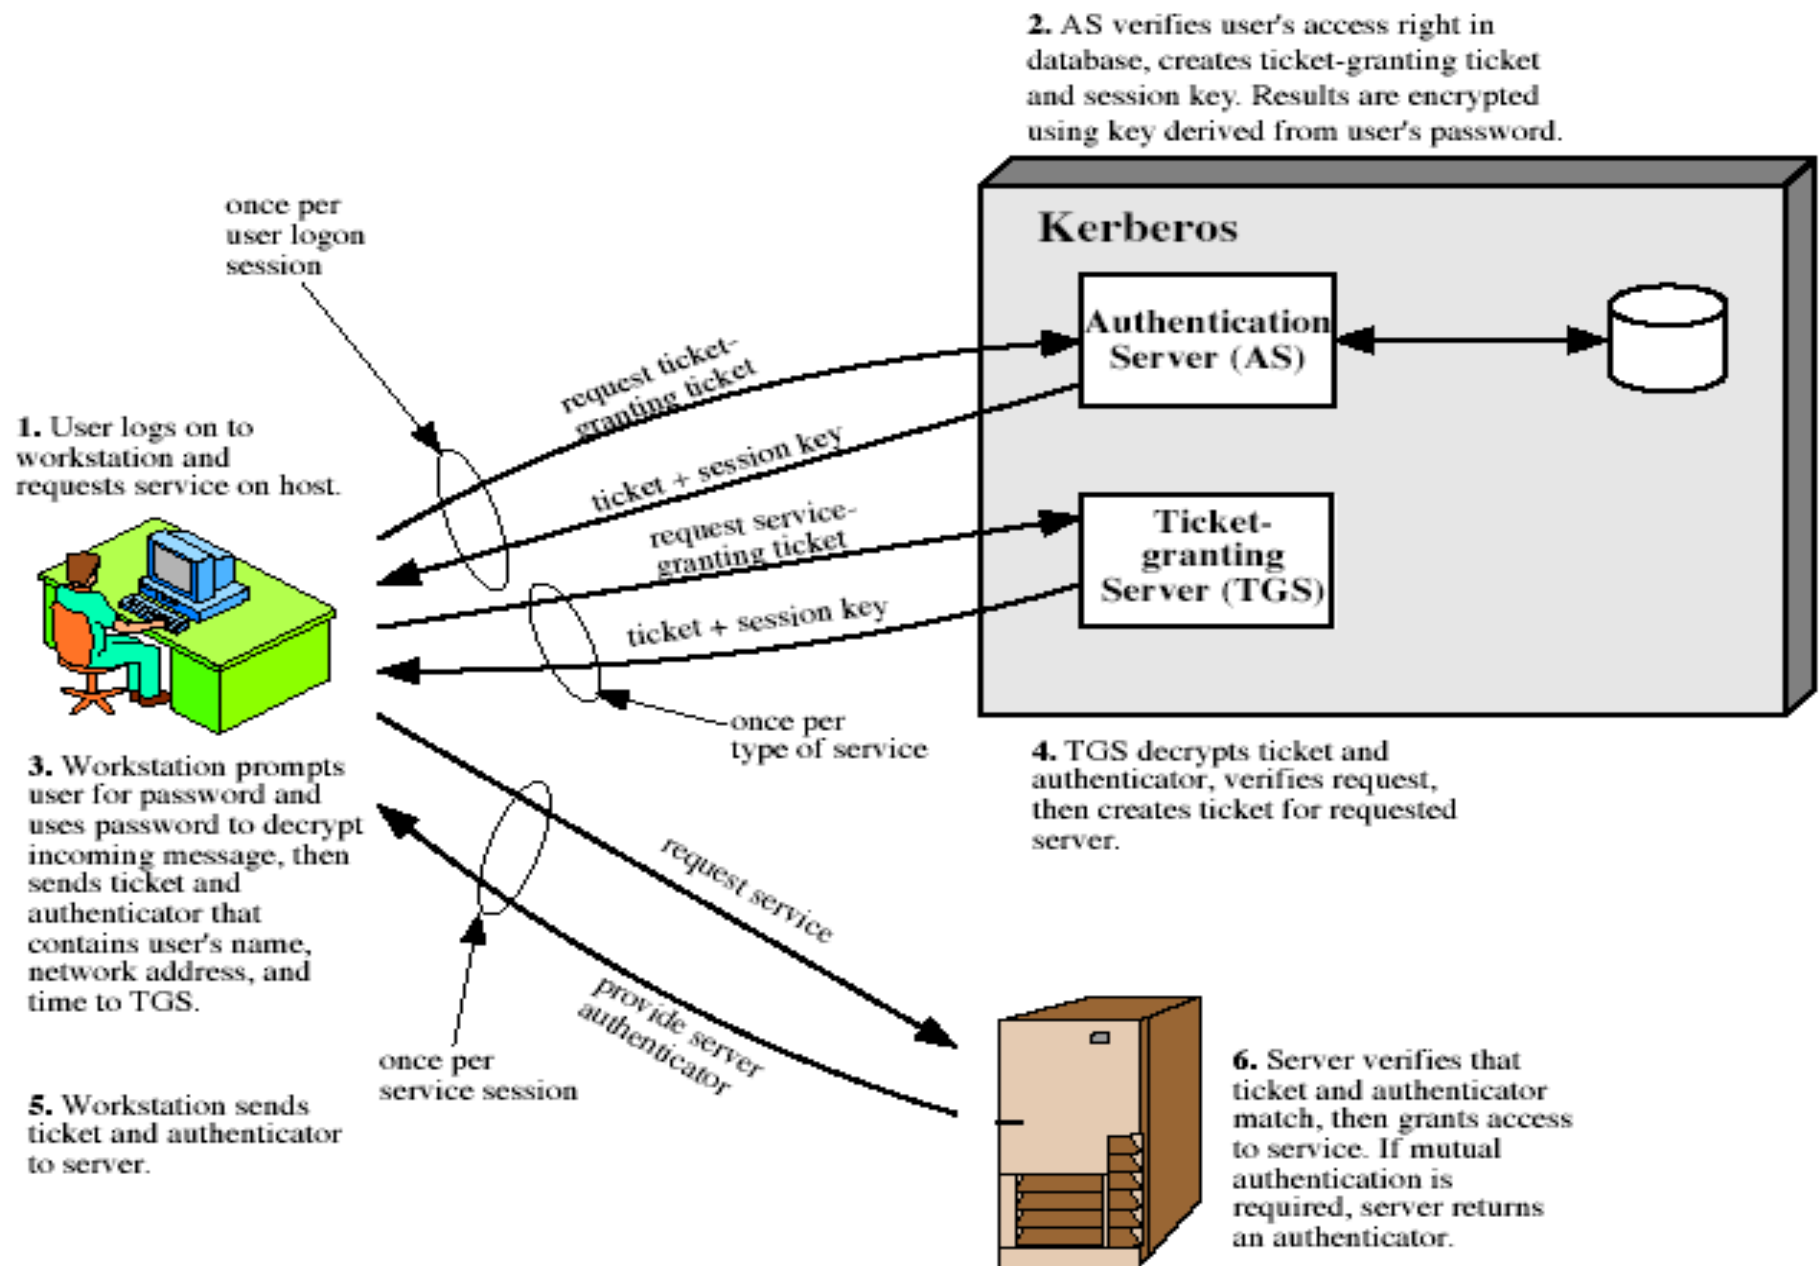 2. AS verifies user's access right in
database, creates ticket-granting ticket
and session key. Results are encrypted
using key derived from user's password.
once per
user logon
session
Kerberos
Authentication
Server (AS)
request ticket-
granting ticket
1. User logs on to
workstation and
requests service on host.
ticket + session key
request service-
granting ticket
Ticket-
granting
Server (TGS)
ticket + session key
once per
type of service
3. Workstation prompts
user for password and
uses password to decrypt
incoming message, then
sends ticket and
authenticator that
contains user's name,
network address, and
time to TGS.
4. TGS decrypts ticket and
authenticator, verifies request,
then creates ticket for requested
server.
request service
provide server
authenticator
once per
service session
5. Workstation sends
ticket and authenticator
to server.
6. Server verifies that
ticket and authenticator
match, then grants access
to service. If mutual
authentication is
required, server returns
an authenticator.